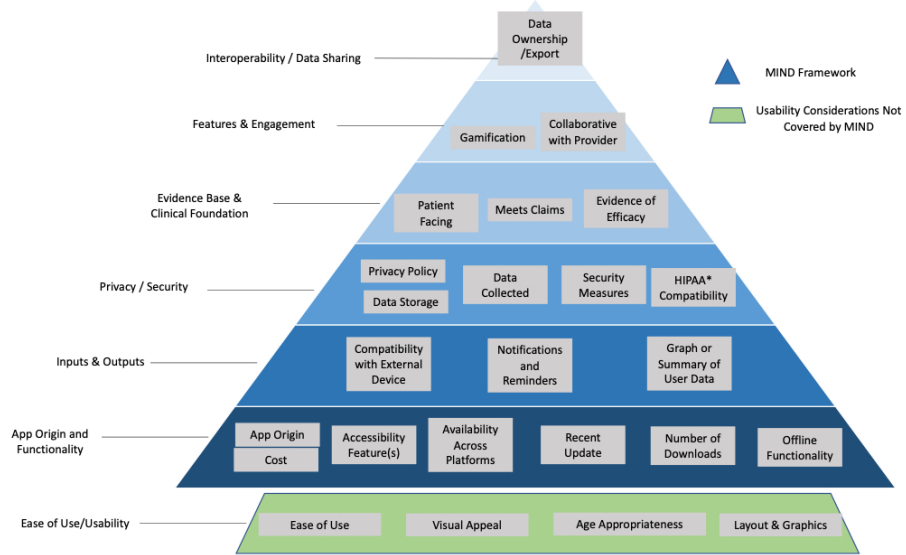 Data
Ownership
/Export
Interoperability / Data Sharing
MIND Framework
Usability Considerations Not
Covered by MIND
Features & Engagement
Gamification
Collaborative
with Provider
Evidence Base &
Clinical Foundation
Patient
Facing
Meets Claims
Evidence of
Efficacy
Privacy / Security
Privacy Policy
Data Storage
Data
Collected
Security
Measures
HIPAA*
Compatibility
Inputs & Outputs
Compatibility
with External
Device
Notifications
and
Reminders
Graph or
Summary of
User Data
App Origin and
Functionality
App Origin
Cost
Accessibility
Feature(s)
Availability
Across
Platforms
Recent
Update
Number of
Downloads
Offline
Functionality
Ease of Use/Usability
Ease of Use
Visual Appeal
Age Appropriateness
Layout & Graphics